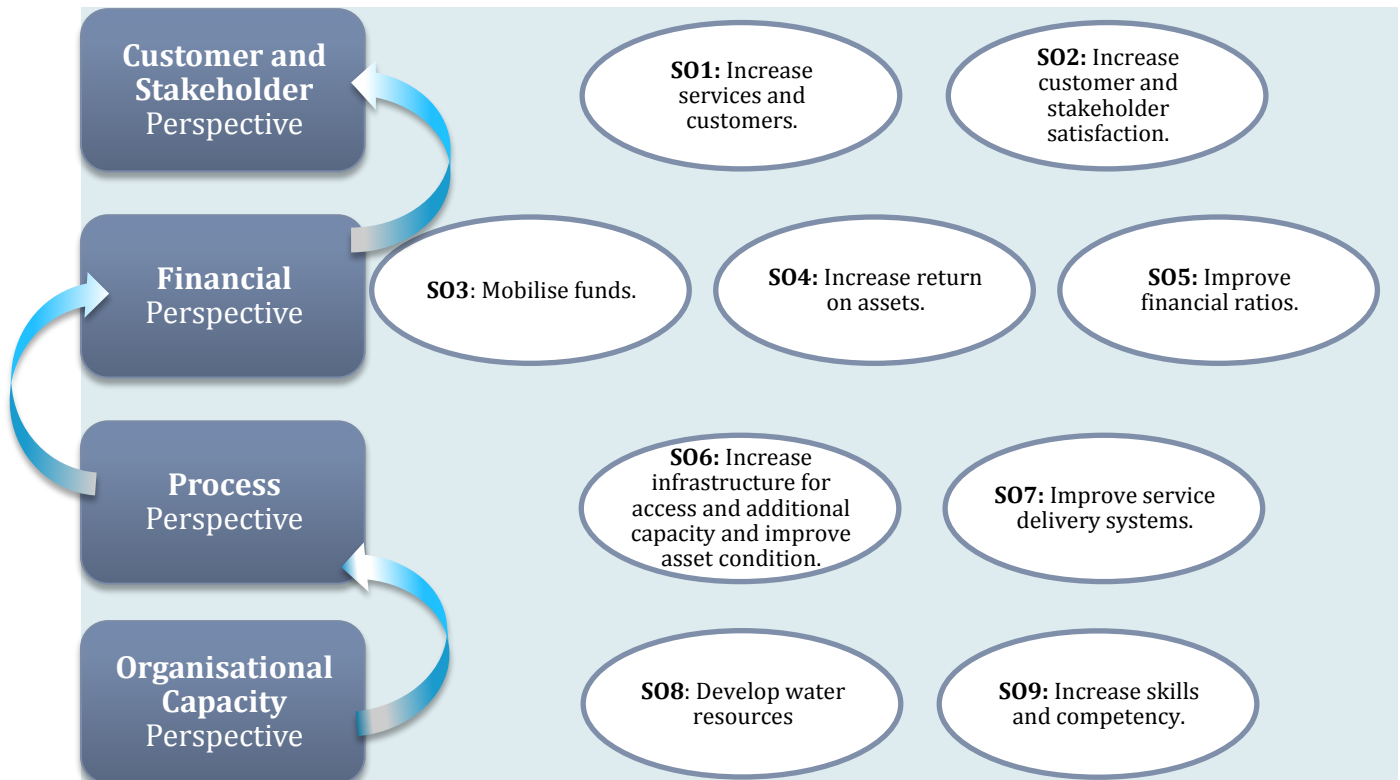 Customer and
Stakeholder
Perspective
SO1: Increase
services and
customers.
SO2: Increase
customer and
stakeholder
satisfaction.
Financial
Perspective
SO3: Mobilise funds.
SO4: Increase return
on assets.
SO5: Improve
financial ratios.
Process
Perspective
SO6: Increase
infrastructure for
access and additional
capacity and improve
asset condition.
SO7: Improve service
delivery systems.
Organisational
Capacity
Perspective
SO8: Develop water
resources
SO9: Increase skills
and competency.